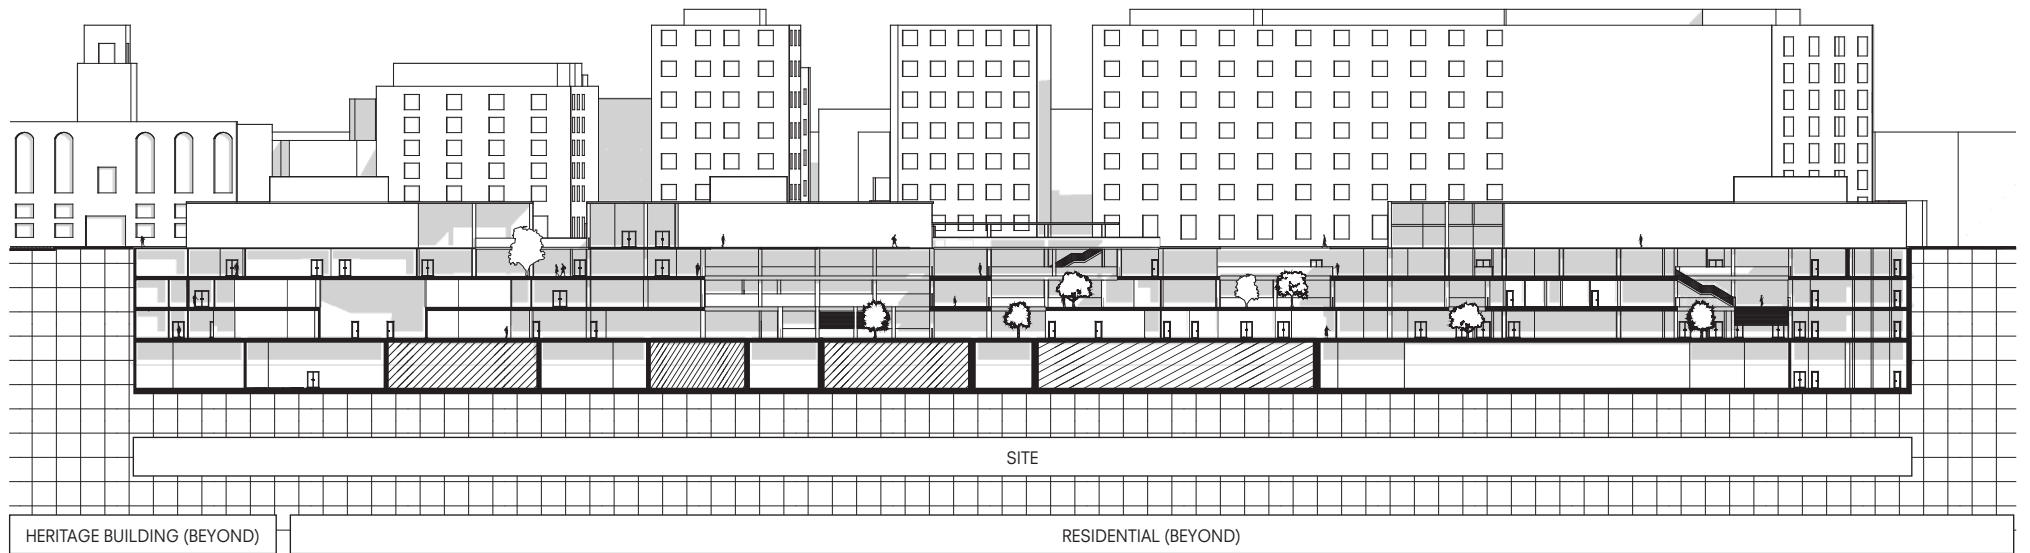 SITE
HERITAGE BUILDING (BEYOND)
RESIDENTIAL (BEYOND)